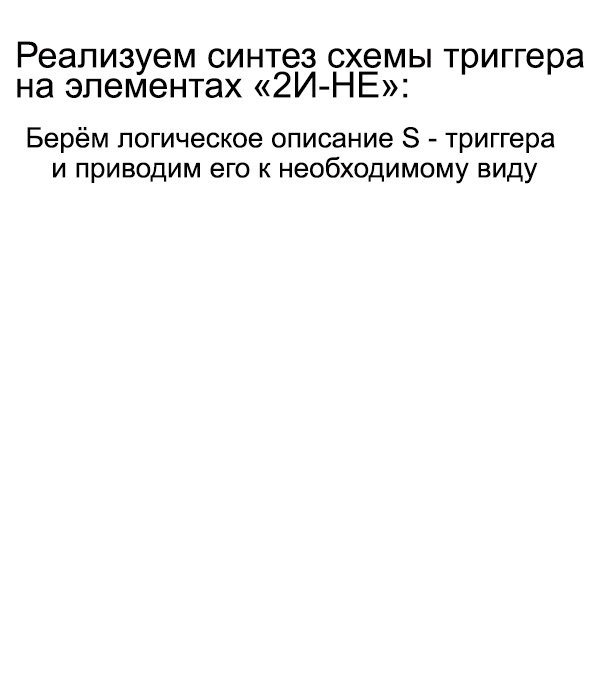 Реализуем синтез схемы триггера
на элементах «2И-НЕ»:
Берём логическое описание S - триггера
и приводим его к необходимому виду